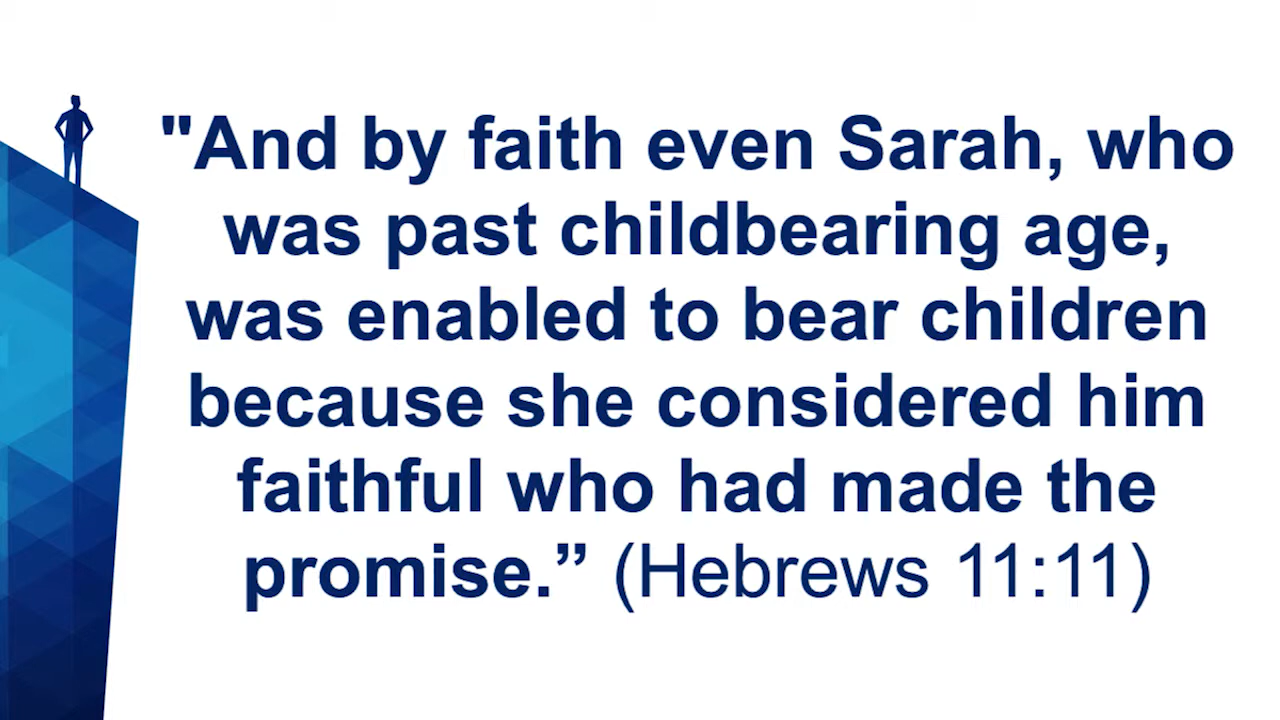 "And by faith even Sarah, who
was past childbearing age,
was enabled to bear children
because she considered him
faithful who had made the
promise.” (Hebrews 11:11)